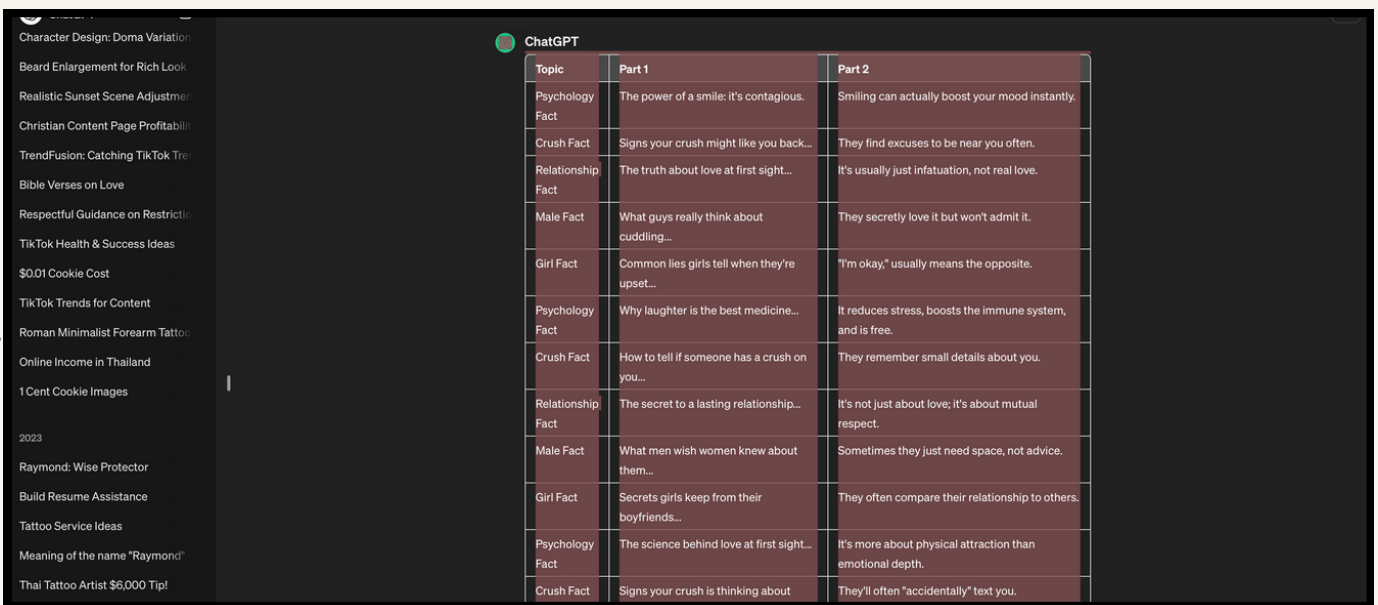 Character Design: Doma Variation
Beard Enlargement for Rich Look
Realistic Sunset Scene Adjustmen
Christian Content Page Profitabili
TrendFusion: Catching TikTok Tre
Bible Verses on Love
Respectful Guidance on Restrictio
TikTok Health & Success Ideas
$0.01 Cookie Cost
TikTok Trends for Content
Roman Minimalist Forearm Tattoo
Online Income in Thailand
1 Cent Cookie Images
2023
Raymond: Wise Protector
Build Resume Assistance
Tattoo Service Ideas
Meaning of the name "Raymond"
Thai Tattoo Artist $6,000 Tip!
ChatGPT
Topic Part 1 Part 2
Psychology The power of a smile: it's contagious. Smiling can actually boost your mood instantly.
Fact
Crush Fact Signs your crush might like you back... They find excuses to be near you often.
Relationship The truth about love at first sight... It's usually just infatuation, not real love.
Fact
Male Fact What guys really think about They secretly love it but won't admit it.
cuddling...
Girl Fact Common lies girls tell when they're "I'm okay," usually means the opposite.
upset...
Psychology Why laughter is the best medicine... It reduces stress, boosts the immune system,
Fact and is free.
Crush Fact How to tell if someone has a crush on They remember small details about you.
you...
Relationship The secret to a lasting relationship... It's not just about love; it's about mutual
Fact respect.
Male Fact What men wish women knew about Sometimes they just need space, not advice.
them...
Girl Fact Secrets girls keep from their They often compare their relationship to others.
boyfriends...
Psychology The science behind love at first sight... It's more about physical attraction than
Fact emotional depth.
Crush Fact Signs your crush is thinking about They'll often "accidentally" text you.